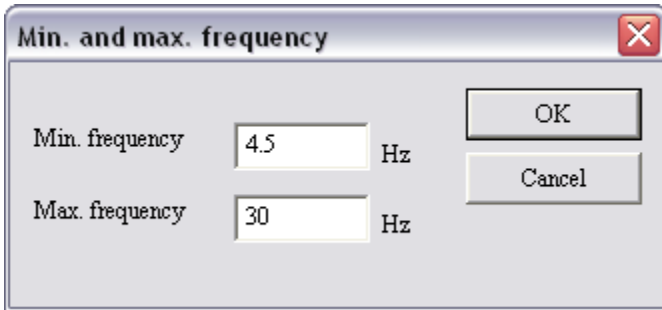 Min. and max. frequency
Min. frequency 4.5 Hz
Max. frequency 30 Hz
OK
Cancel